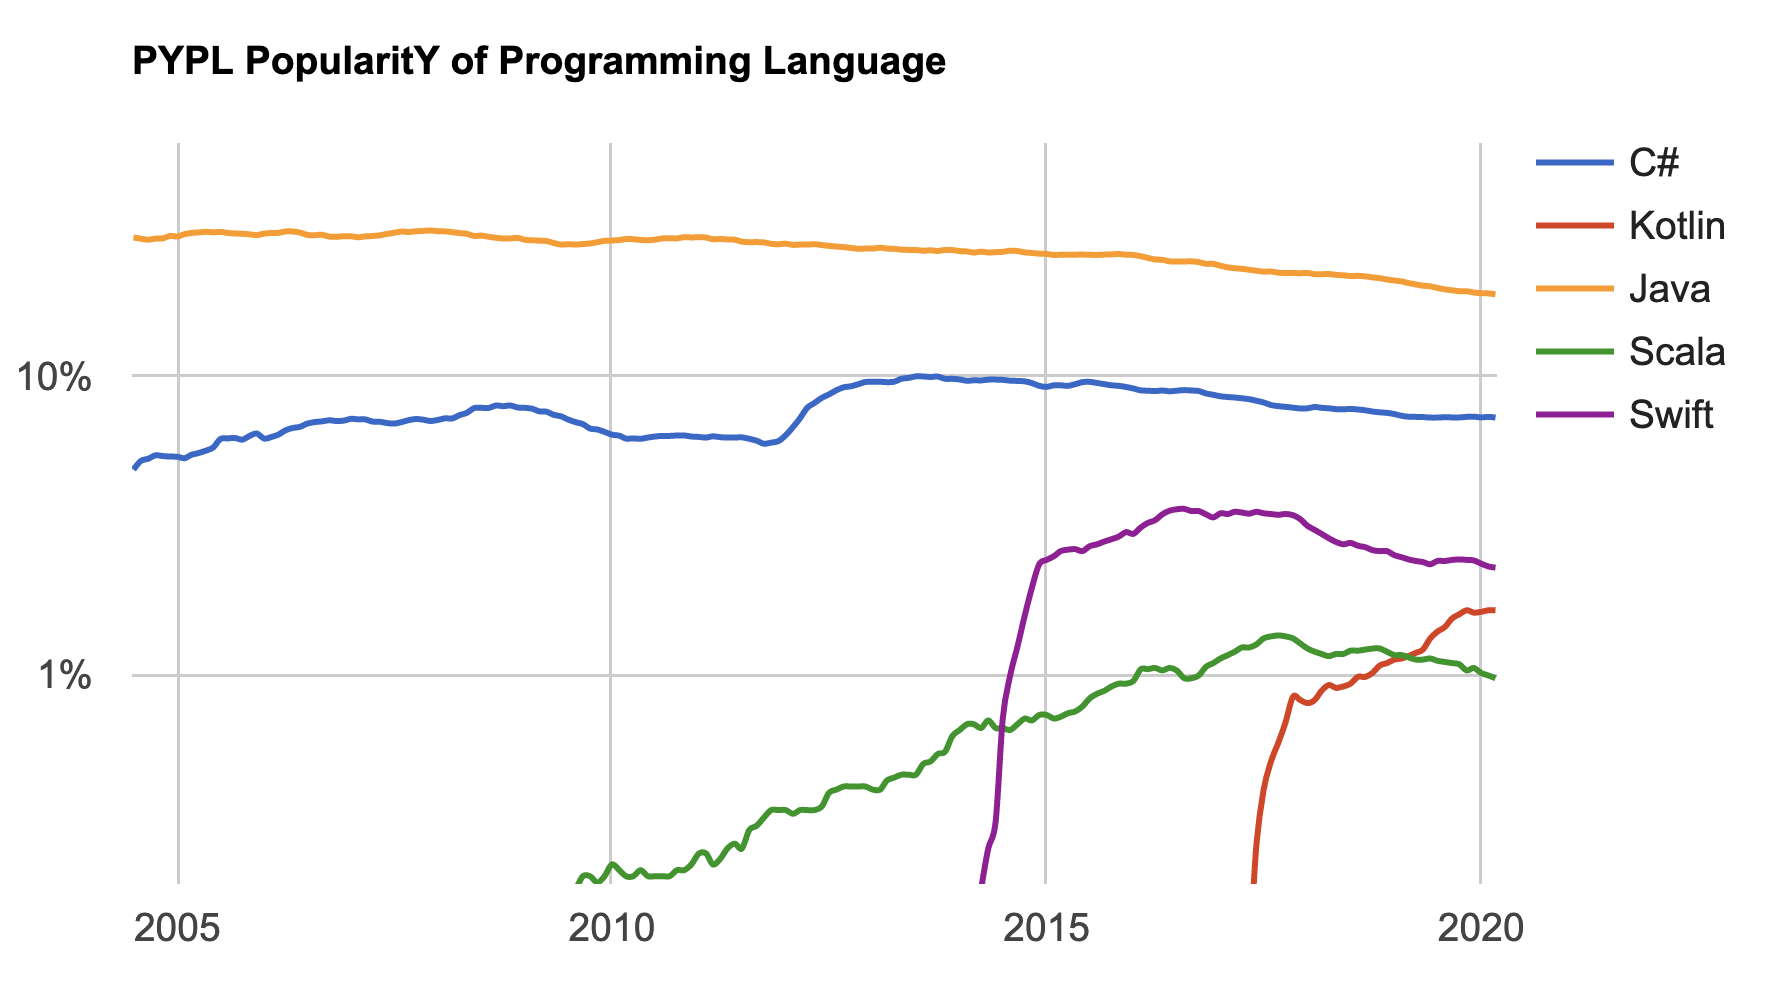 PYPL PopularitY of Programming Language
C#
Kotlin
Java
Scala
Swift
10%
1%
2005 2010 2015 2020